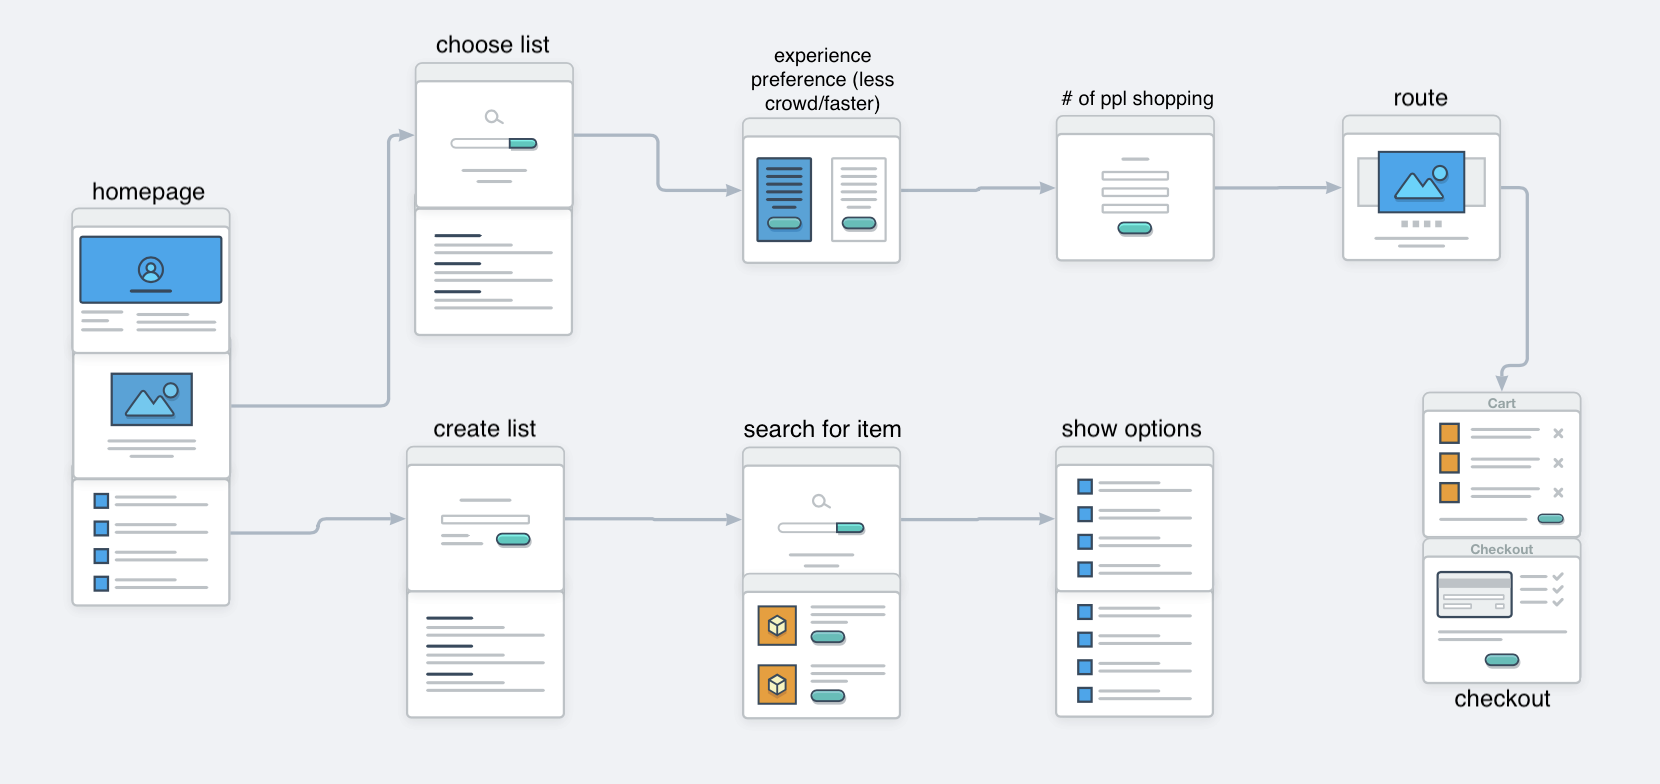 choose list
experience
preference (less
crowd/faster)
# of ppl shopping
route
homepage
create list
search for item
show options
Cart
Checkout
checkout